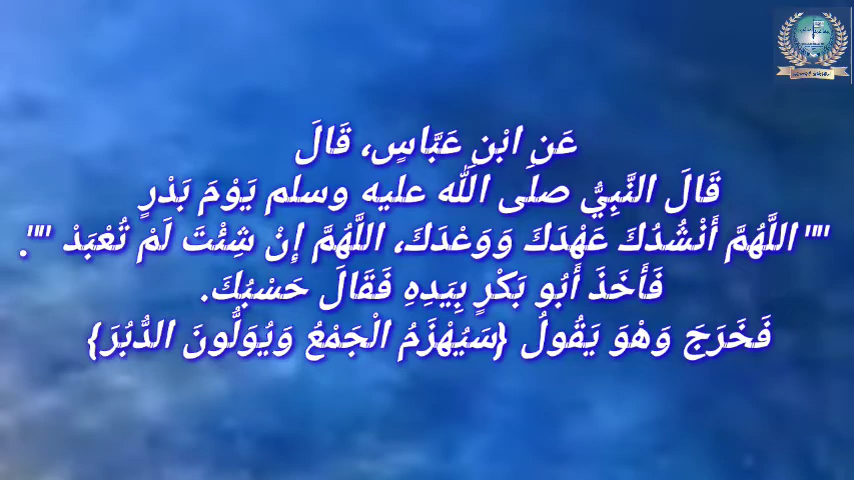 عَنِ ابْنِ عَبَّاسٍ، قَالَ
قَالَ النَّبِيُّ صلى الله عليه وسلم يَوْمَ بَدْرٍ
"" اللَّهُمَّ أَنْشُدُكَ عَهْدَكَ وَوَعْدَكَ، اللَّهُمَّ إِنْ شِئْتَ لَمْ تُعْبَدْ "".
فَأَخَذَ أَبُو بَكْرٍ بِيَدِهِ فَقَالَ حَسْبُكَ.
فَخَرَجَ وَهْوَ يَقُولُ {سَيُهْزَمُ الْجَمْعُ وَيُوَلُّونَ الدُّبُرَ}